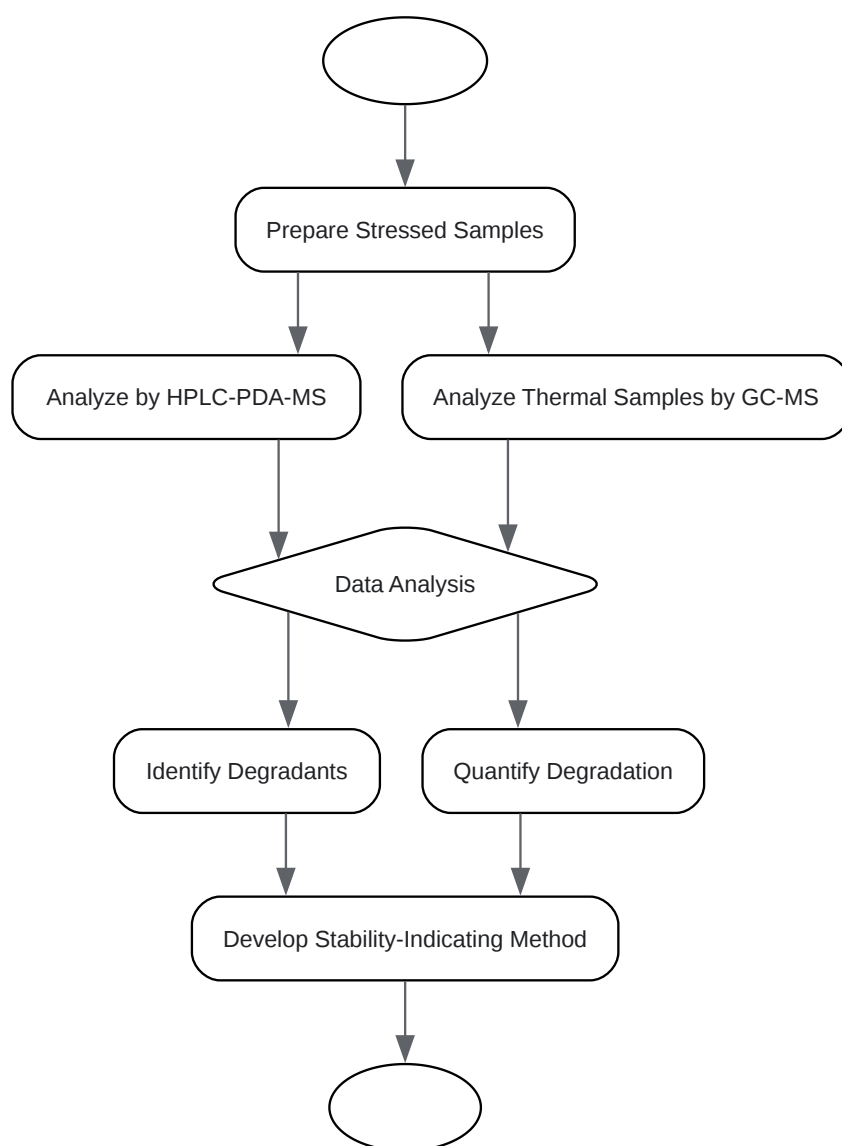 Prepare Stressed Samples
Analyze by HPLC-PDA-MS
Analyze Thermal Samples by GC-MS
Data Analysis
Identify Degradants
Quantify Degradation
Develop Stability-Indicating Method